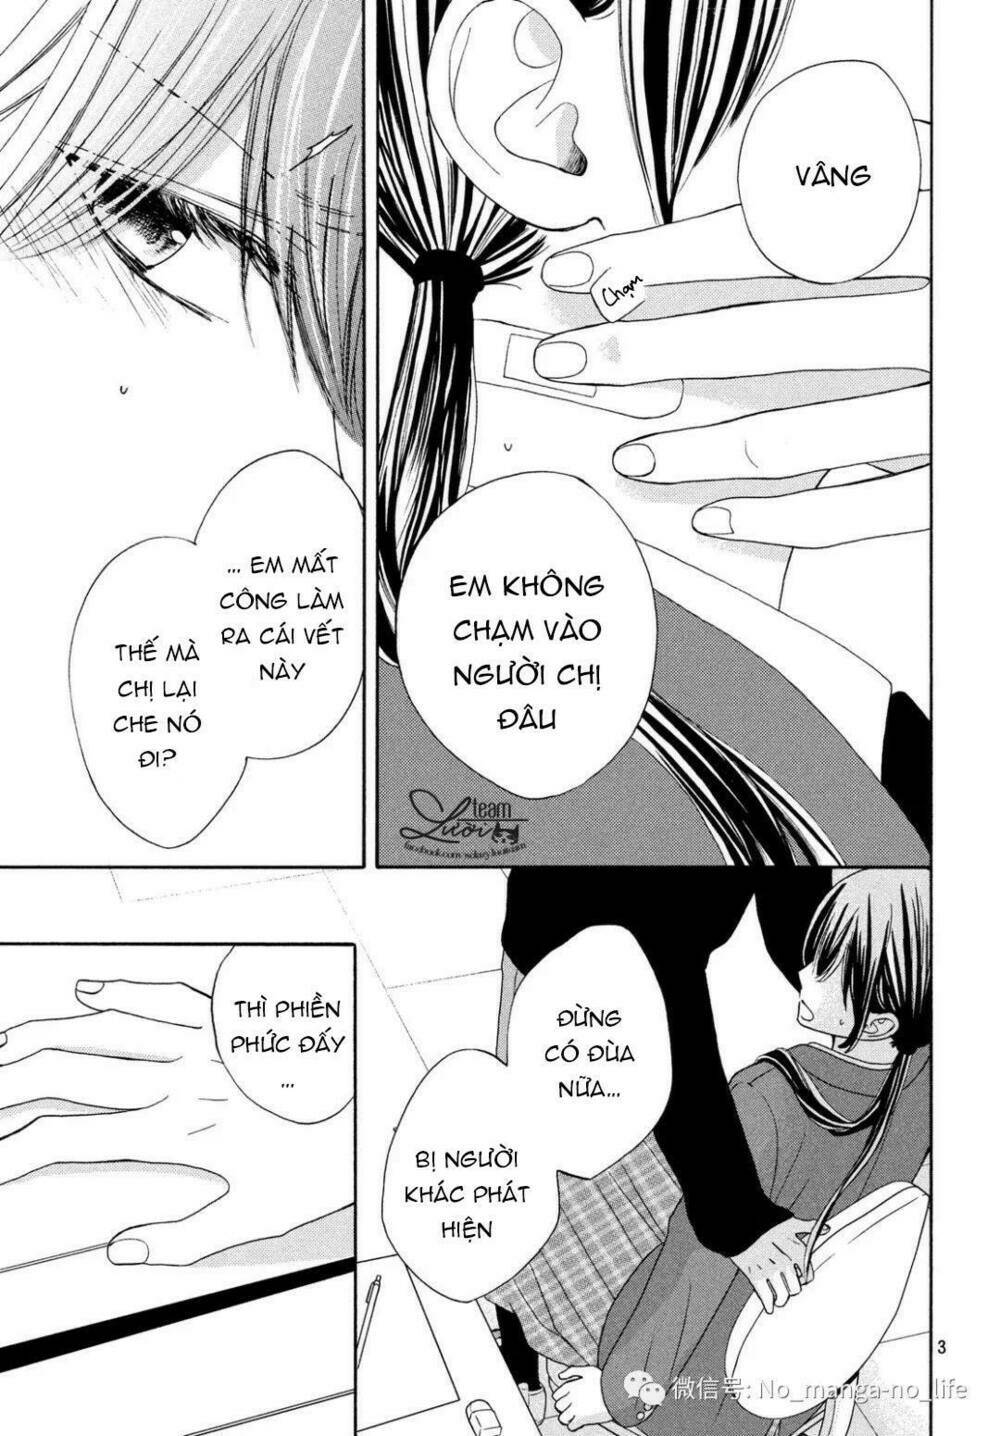 VÂNG
Chạm
EM KHÔNG
CHẠM VÀO
NGƯỜI CHỊ
ĐÂU
... EM MẤT
CÔNG LÀM
RA CÁI VẾT
NÀY
THẾ MÀ
CHỊ LẠI
CHE NÓ
ĐI?
team
Lười
ĐỪNG
CÓ ĐÙA
NỮA...
BỊ NGƯỜI
KHÁC PHÁT
HIỆN
THÌ PHIỀN
PHỨC ĐẤY
...
3
微信号: No_manga-no_life